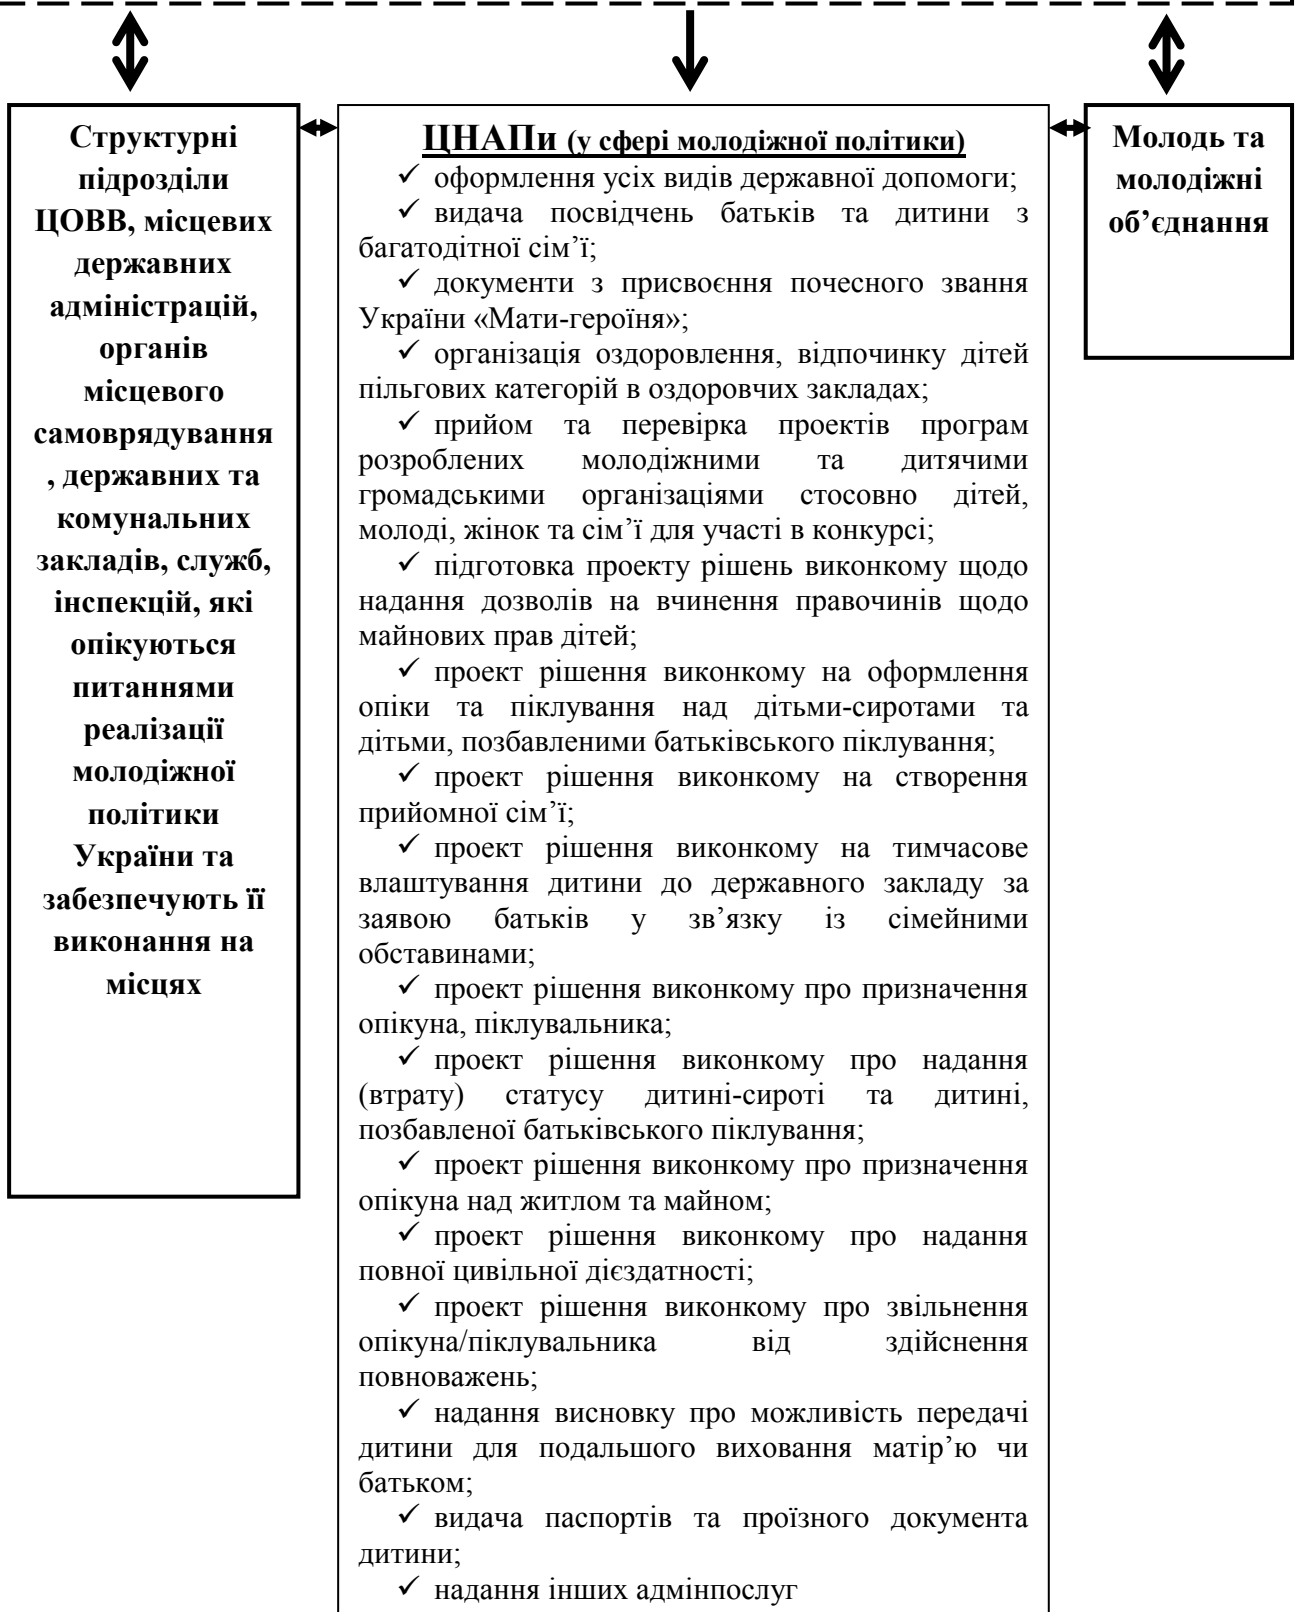 Структурні
підрозділи
ЦОВВ, місцевих
державних
адміністрацій,
органів
місцевого
самоврядування
, державних та
комунальних
закладів, служб,
інспекцій, які
опікуються
питаннями
реалізації
молодіжної
політики
України та
забезпечують її
виконання на
місцях
ЦНАПи (у сфері молодіжної політики)
✓ оформлення усіх видів державної допомоги;
✓ видача посвідчень батьків та дитини з
багатодітної сім’ї;
✓ документи з присвоєння почесного звання
України «Мати-героїня»;
✓ організація оздоровлення, відпочинку дітей
пільгових категорій в оздоровчих закладах;
✓ прийом та перевірка проектів програм
розроблених молодіжними та дитячими
громадськими організаціями стосовно дітей,
молоді, жінок та сім’ї для участі в конкурсі;
✓ підготовка проекту рішень виконкому щодо
надання дозволів на вчинення правочинів щодо
майнових прав дітей;
✓ проект рішення виконкому на оформлення
опіки та піклування над дітьми-сиротами та
дітьми, позбавленими батьківського піклування;
✓ проект рішення виконкому на створення
прийомної сім’ї;
✓ проект рішення виконкому на тимчасове
влаштування дитини до державного закладу за
заявою батьків у зв’язку із сімейними
обставинами;
✓ проект рішення виконкому про призначення
опікуна, піклувальника;
✓ проект рішення виконкому про надання
(втрату) статусу дитині-сироті та дитині,
позбавленої батьківського піклування;
✓ проект рішення виконкому про призначення
опікуна над житлом та майном;
✓ проект рішення виконкому про надання
повної цивільної дієздатності;
✓ проект рішення виконкому про звільнення
опікуна/піклувальника від здійснення
повноважень;
✓ надання висновку про можливість передачі
дитини для подальшого виховання матір’ю чи
батьком;
✓ видача паспортів та проїзного документа
дитини;
✓ надання інших адмінпослуг
Молодь та
молодіжні
об’єднання